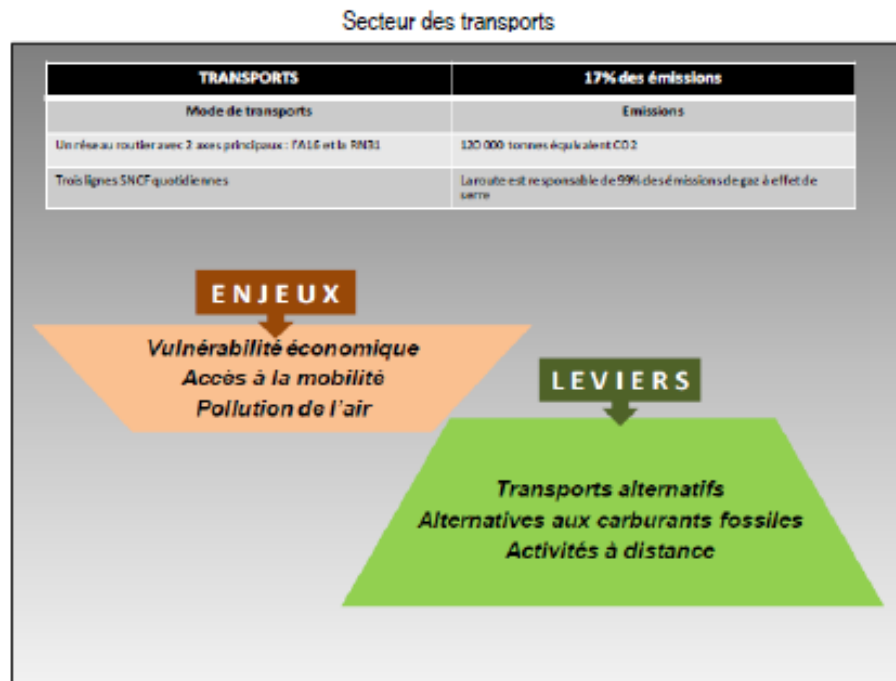 Secteur des transports
TRANSPORTS
17% des émissions
Mode de transports
Emissions
Un réseau routier avec 2 axes principaux : l'A16 et la RN31
120 000 tonnes équivalent CO2
Trois lignes SNCF quotidiennes
La route est responsable de 99% des émissions de gaz à effet de
serre
ENJEUX
Vulnérabilité économique
Accès à la mobilité
Pollution de l'air
LEVIERS
Transports alternatifs
Alternatives aux carburants fossiles
Activités à distance